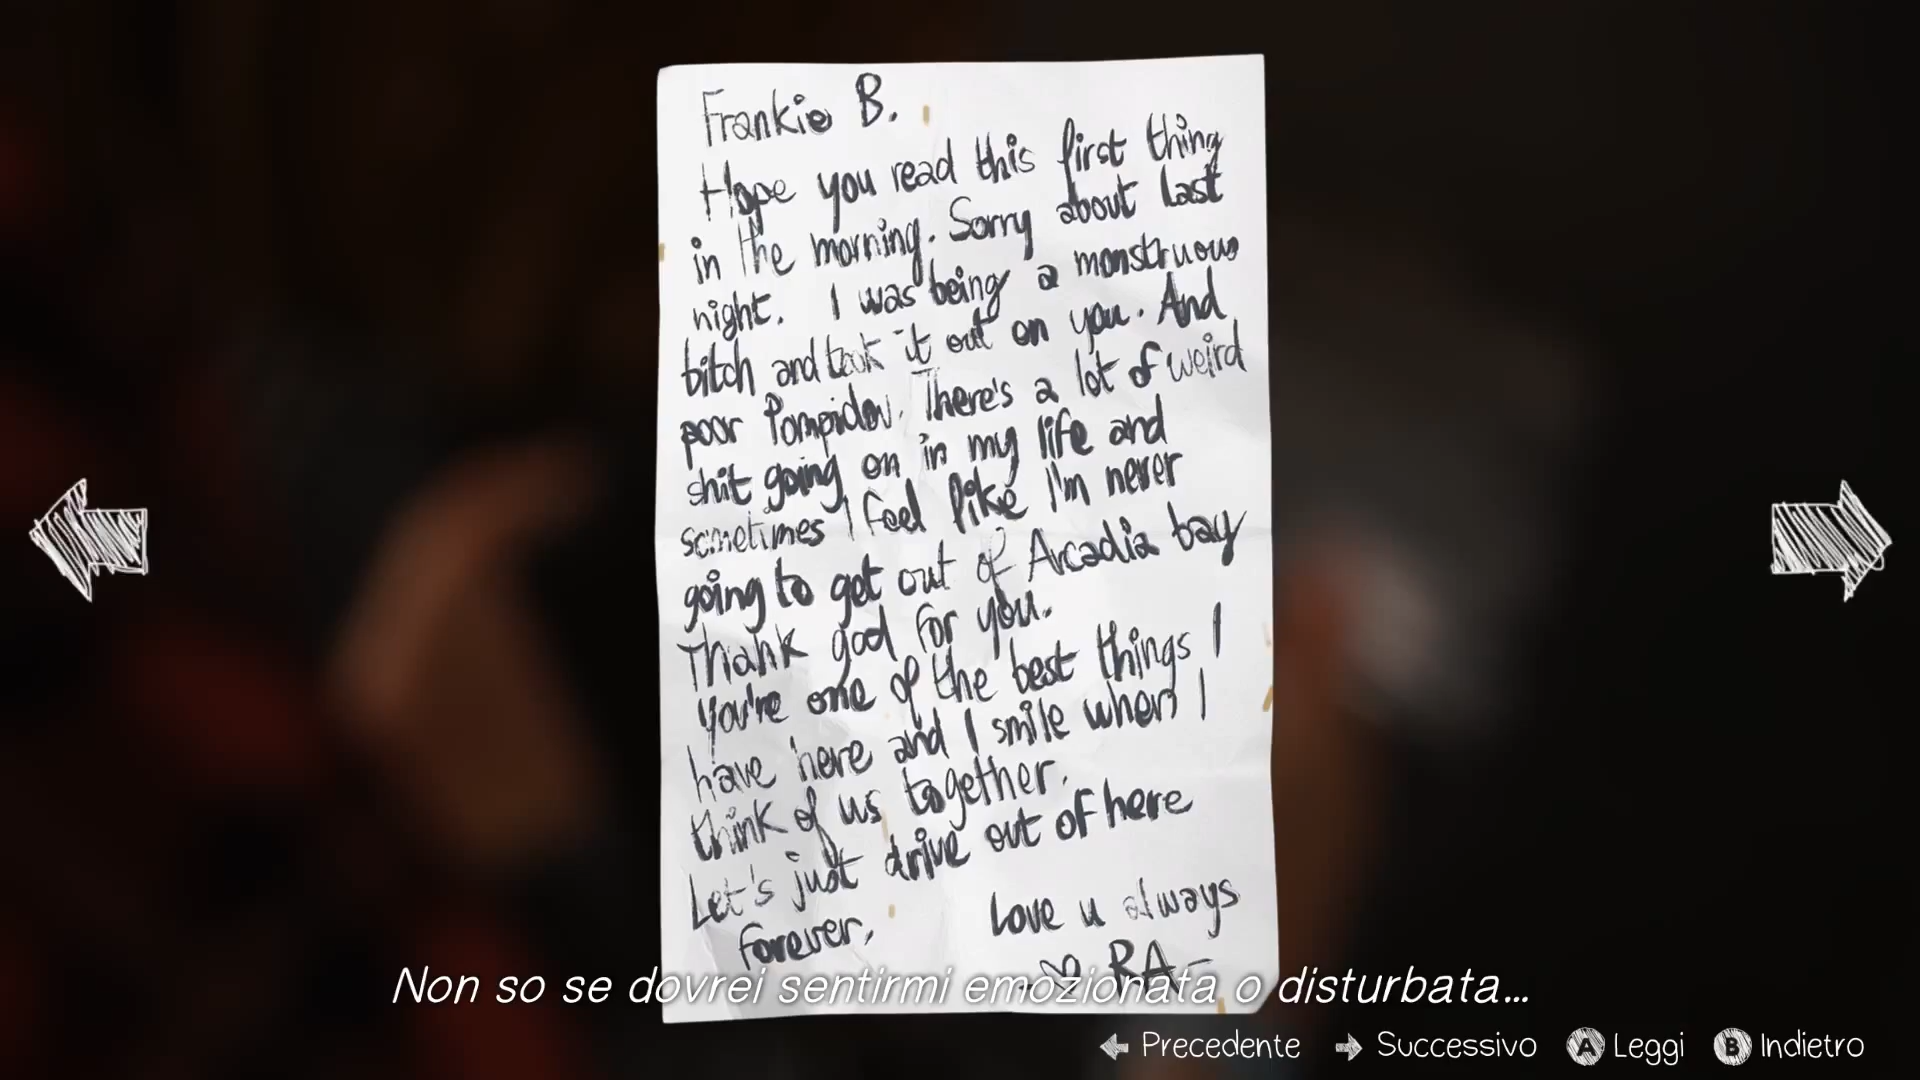 Frankie B.
Hope you read this first thing
in the morning. Sorry about last
night. I was being a monstruous
bitch and took it out on you. And
poor Pompidou. There's a lot of weird
shit going on in my life and
sometimes I feel like I'm never
going to get out of Arcadia bay
Thank god for you.
You're one of the best things I
have here and I smile when I
think of us together.
Let's just drive out of here
forever.
Love u always
- ♡ RA -
Non so se dovrei sentirmi emozionata o disturbata...
Precedente Successivo A Leggi B Indietro